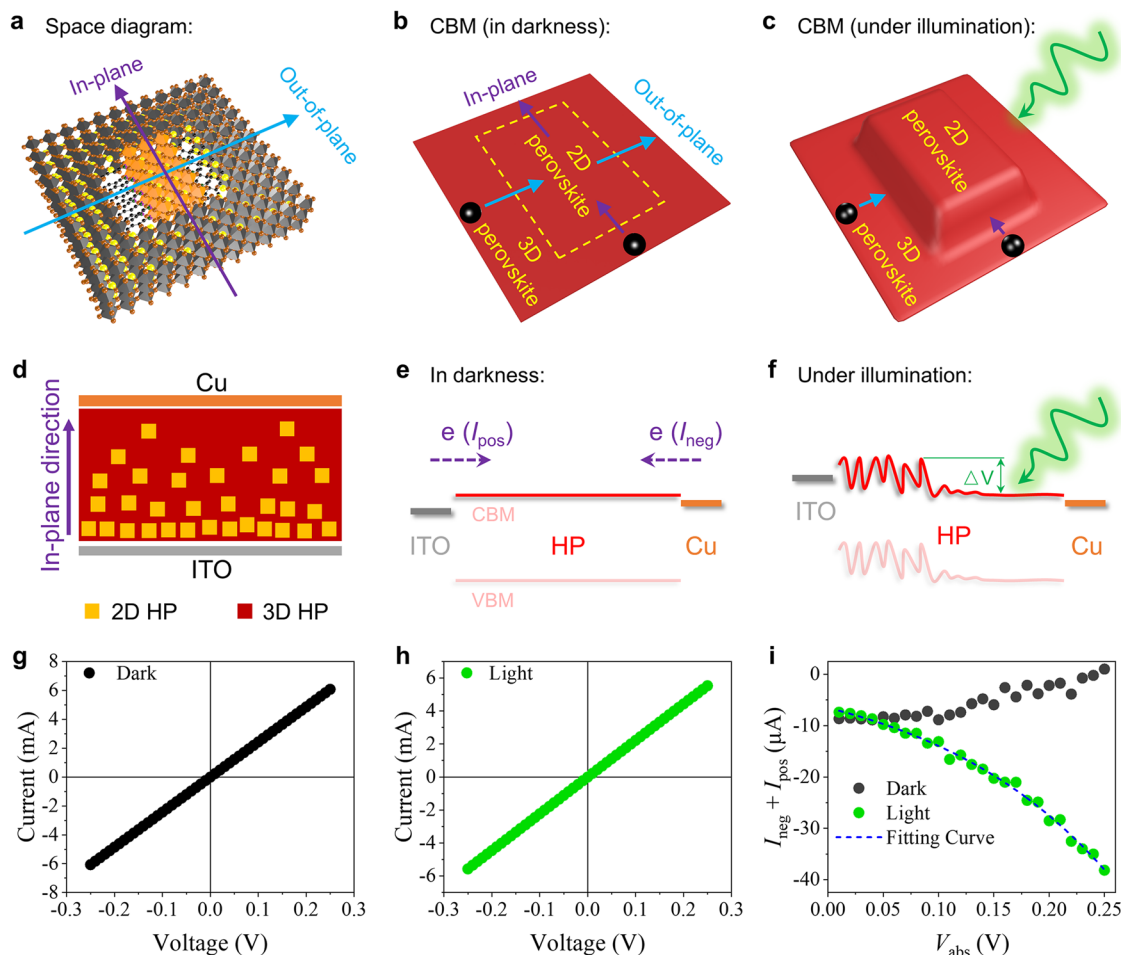 a Space diagram:
In-plane
Out-of-plane
b CBM (in darkness):
In-plane
Out-of-plane
2D
perovskite
3D
perovskite
c CBM (under illumination):
2D
perovskite
3D
perovskite
d
Cu
In-plane direction
ITO
2D HP
3D HP
e In darkness:
e (Ipos)
e (Ineg)
CBM
ITO
HP
Cu
VBM
f Under illumination:
△V
ITO
HP
Cu
g
Dark
Current (mA)
8
6
4
2
0
-2
-4
-6
-8
-0.3 -0.2 -0.1 0.0 0.1 0.2 0.3
Voltage (V)
h
Light
Current (mA)
6
4
2
0
-2
-4
-6
-0.3 -0.2 -0.1 0.0 0.1 0.2 0.3
Voltage (V)
i
Ineg + Ipos (μA)
0
-10
-20
-30
-40
Dark
Light
Fitting Curve
0.00 0.05 0.10 0.15 0.20 0.25
Vabs (V)